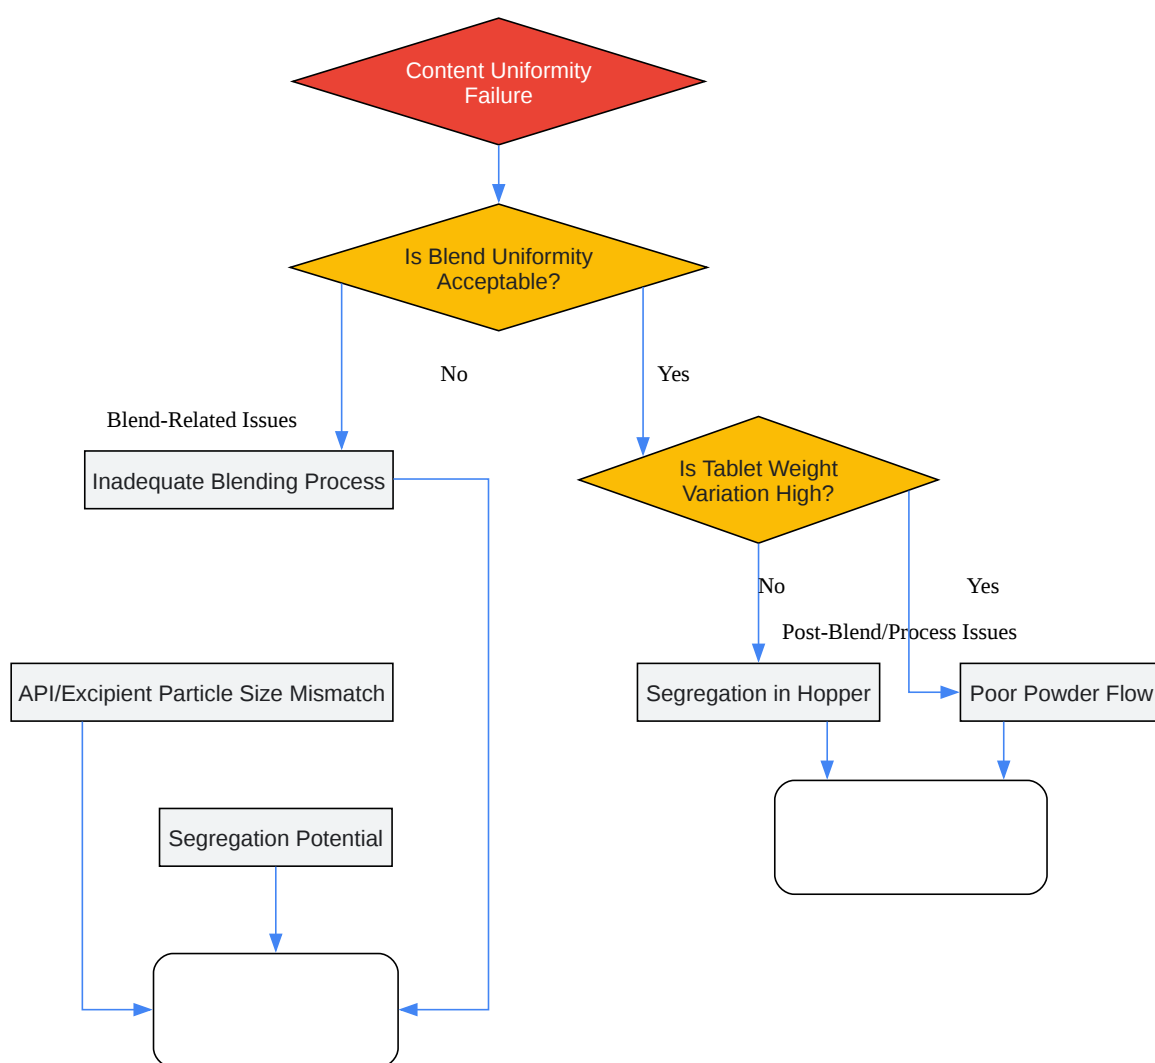 Content Uniformity
Failure
Is Blend Uniformity
Acceptable?
No
Yes
Blend-Related Issues
Inadequate Blending Process
Is Tablet Weight
Variation High?
No
Yes
Post-Blend/Process Issues
API/Excipient Particle Size Mismatch
Segregation in Hopper
Poor Powder Flow
Segregation Potential